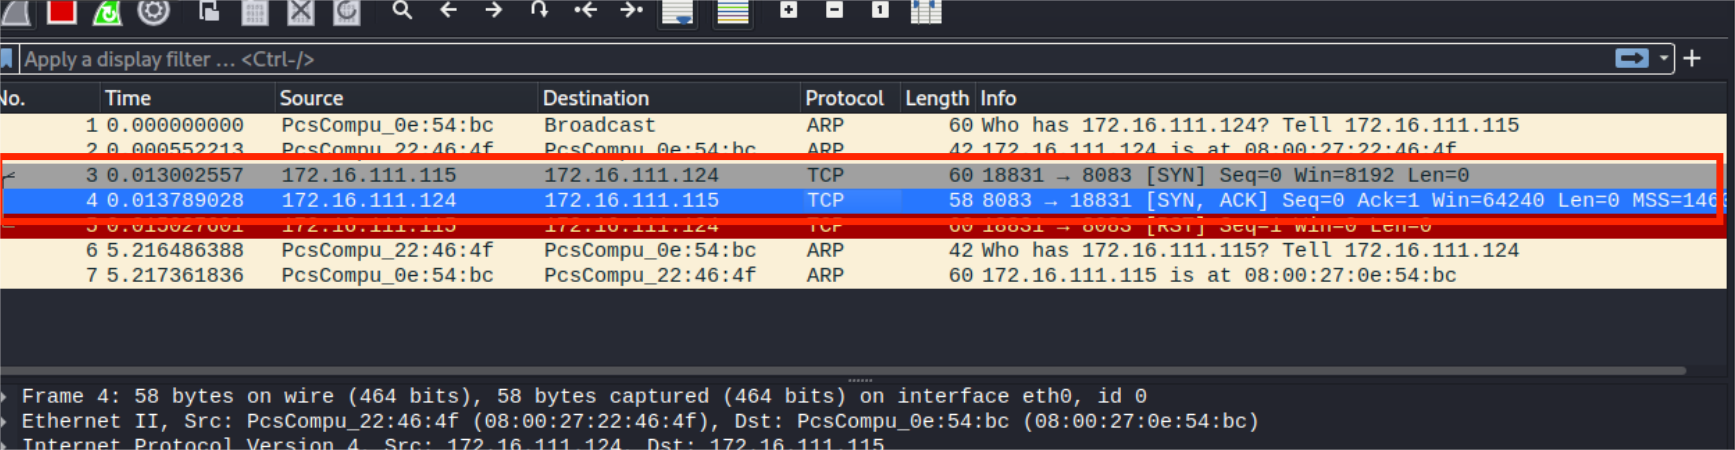 1
Apply a display filter … <Ctrl-/>
No. Time Source Destination Protocol Length Info
1 0.000000000 PcsCompu_0e:54:bc Broadcast ARP 60 Who has 172.16.111.124? Tell 172.16.111.115
2 0.000552213 PcsCompu_22:46:4f PcsCompu_0e:54:bc ARP 42 172.16.111.124 is at 08:00:27:22:46:4f
3 0.013002557 172.16.111.115 172.16.111.124 TCP 60 18831 → 8083 [SYN] Seq=0 Win=8192 Len=0
4 0.013789028 172.16.111.124 172.16.111.115 TCP 58 8083 → 18831 [SYN, ACK] Seq=0 Ack=1 Win=64240 Len=0 MSS=1460
5 0.015027601 172.16.111.115 172.16.111.124 TCP 60 18831 → 8083 [RST] Seq=1 Win=0 Len=0
6 5.216486388 PcsCompu_22:46:4f PcsCompu_0e:54:bc ARP 42 Who has 172.16.111.115? Tell 172.16.111.124
7 5.217361836 PcsCompu_0e:54:bc PcsCompu_22:46:4f ARP 60 172.16.111.115 is at 08:00:27:0e:54:bc
Frame 4: 58 bytes on wire (464 bits), 58 bytes captured (464 bits) on interface eth0, id 0
Ethernet II, Src: PcsCompu_22:46:4f (08:00:27:22:46:4f), Dst: PcsCompu_0e:54:bc (08:00:27:0e:54:bc)
Internet Protocol Version 4, Src: 172.16.111.124, Dst: 172.16.111.115